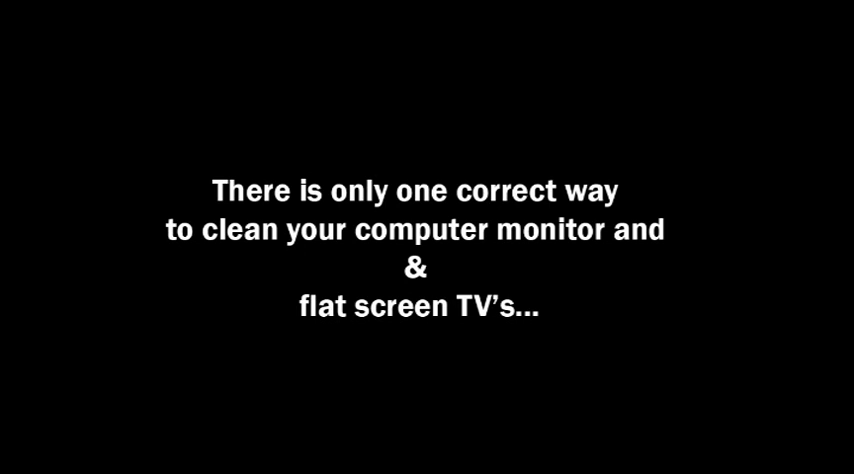 There is only one correct way
to clean your computer monitor and
&
flat screen TV’s...